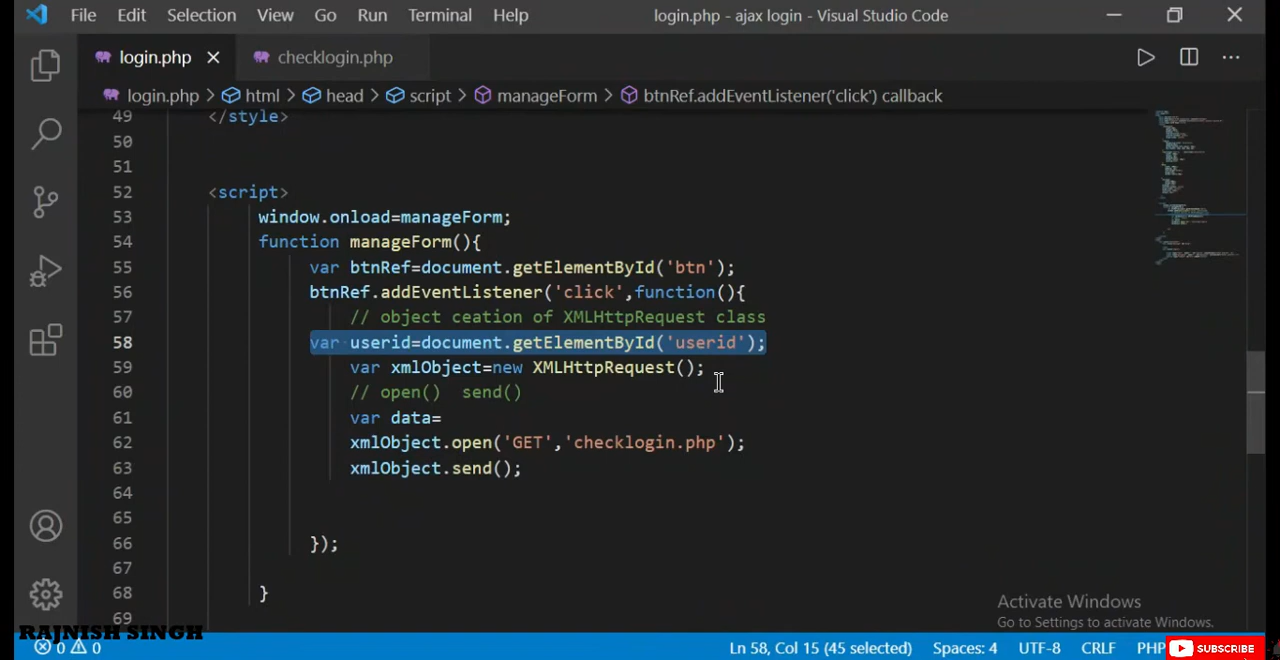 File Edit Selection View Go Run Terminal Help login.php - ajax login - Visual Studio Code
login.php checklogin.php
login.php > html > head > script > manageForm > btnRef.addEventListener('click') callback
49 </style>
50
51
52 <script>
53 window.onload=manageForm;
54 function manageForm(){
55 var btnRef=document.getElementById('btn');
56 btnRef.addEventListener('click',function(){
57 // object ceation of XMLHttpRequest class
58 var userid=document.getElementById('userid');
59 var xmlObject=new XMLHttpRequest();
60 // open() send()
61 var data=
62 xmlObject.open('GET','checklogin.php');
63 xmlObject.send();
64
65
66 });
67
68 }
69
Activate Windows
Go to Settings to activate Windows.
RAJNISH SINGH
0 0 Ln 58, Col 15 (45 selected) Spaces: 4 UTF-8 CRLF PHP SUBSCRIBE